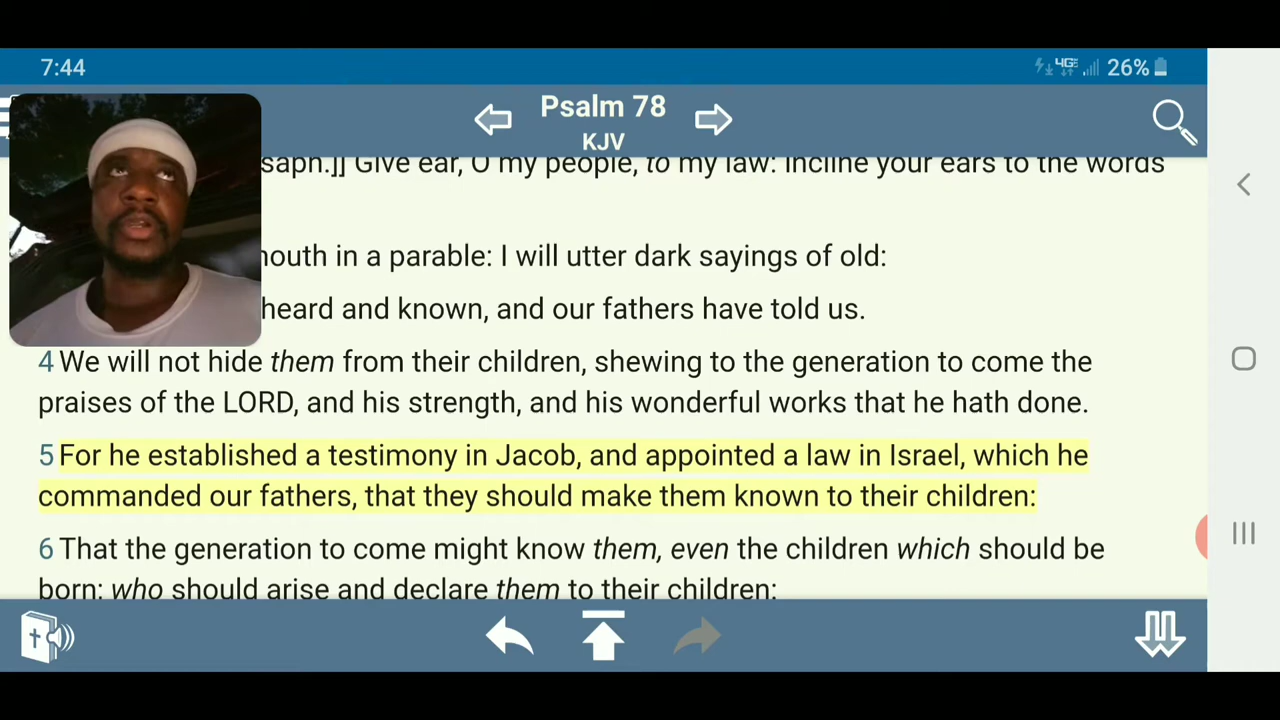 7:44
4G 26%
Psalm 78
KJV
saph.]] Give ear, O my people, to my law: incline your ears to the words
outh in a parable: I will utter dark sayings of old:
heard and known, and our fathers have told us.
4 We will not hide them from their children, shewing to the generation to come the
praises of the LORD, and his strength, and his wonderful works that he hath done.
5 For he established a testimony in Jacob, and appointed a law in Israel, which he
commanded our fathers, that they should make them known to their children:
6 That the generation to come might know them, even the children which should be
born; who should arise and declare them to their children: